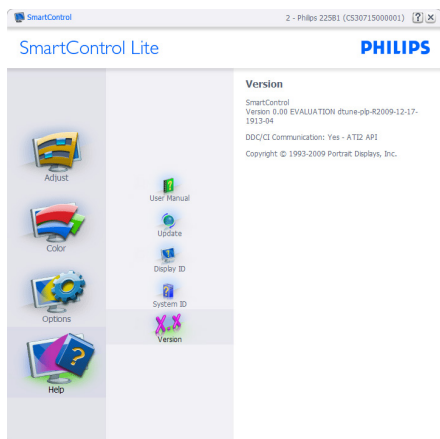 SmartControl
2 - Philips 225B1 (CS30715000001)
SmartControl Lite
PHILIPS
Adjust
Color
Options
Help
User Manual
Update
Display ID
System ID
X.X
Version
Version
SmartControl
Version 0.00 EVALUATION dtune-plp-R2009-12-17-
1913-04
DDC/CI Communication: Yes - ATI2 API
Copyright © 1993-2009 Portrait Displays, Inc.